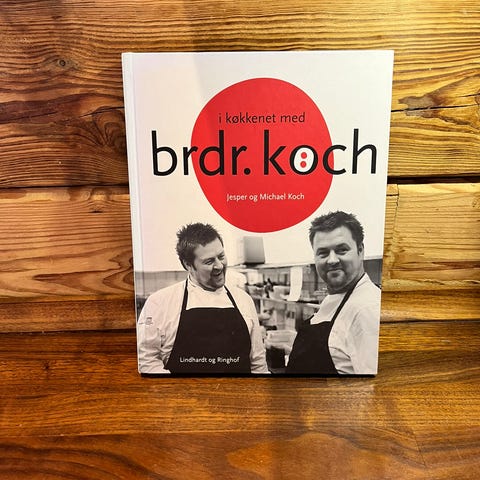 i køkkenet med
brdr. koch
Jesper og Michael Koch
Lindhardt og Ringhof